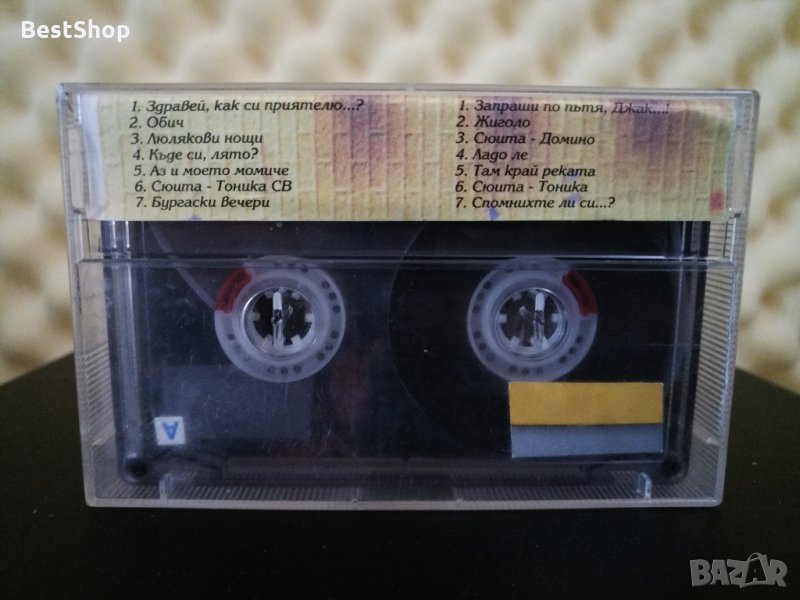 BestShop
1. Здравей, как си приятелю...?
2. Обич
3. Люлякови нощи
4. Къде си, лято?
5. Аз и моето момиче
6. Сюита - Тоника СВ
7. Бургаски вечери
1. Запраши по пътя, Джак...!
2. Жиголо
3. Сюита - Домино
4. Ладо ле
5. Там край реката
6. Сюита - Тоника
7. Спомнихте ли си...?
A
BAZAR